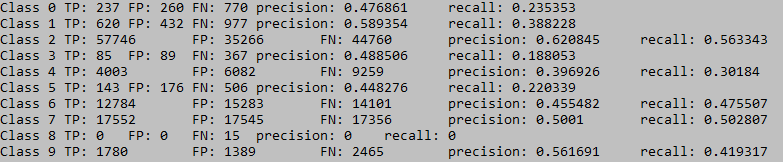 Class 0 TP: 237 FP: 260 FN: 770 precision: 0.476861 recall: 0.235353
Class 1 TP: 620 FP: 432 FN: 977 precision: 0.589354 recall: 0.388228
Class 2 TP: 57746 FP: 35266 FN: 44760 precision: 0.620845 recall: 0.563343
Class 3 TP: 85 FP: 89 FN: 367 precision: 0.488506 recall: 0.188053
Class 4 TP: 4003 FP: 6082 FN: 9259 precision: 0.396926 recall: 0.30184
Class 5 TP: 143 FP: 176 FN: 506 precision: 0.448276 recall: 0.220339
Class 6 TP: 12784 FP: 15283 FN: 14101 precision: 0.455482 recall: 0.475507
Class 7 TP: 17552 FP: 17545 FN: 17356 precision: 0.5001 recall: 0.502807
Class 8 TP: 0 FP: 0 FN: 15 precision: 0 recall: 0
Class 9 TP: 1780 FP: 1389 FN: 2465 precision: 0.561691 recall: 0.419317